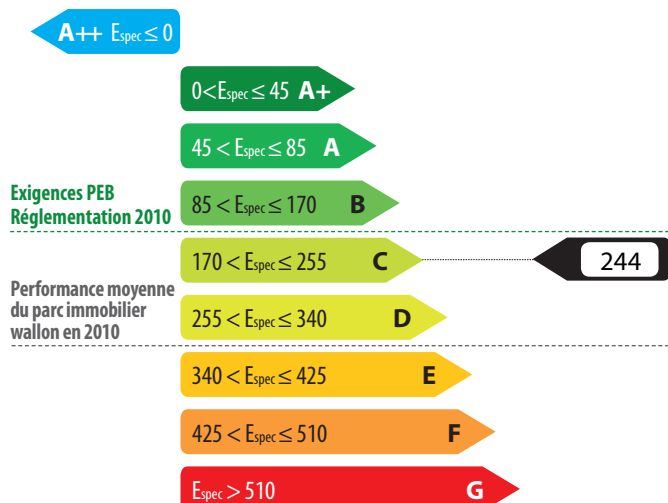 A++ Espec ≤ 0
0<Espec ≤ 45 A+
45 < Espec ≤ 85 A
Exigences PEB
Réglementation 2010
85 < Espec ≤ 170 B
170 < Espec ≤ 255 C
244
Performance moyenne
du parc immobilier
wallon en 2010
255 < Espec ≤ 340 D
340 < Espec ≤ 425 E
425 < Espec ≤ 510 F
Espec > 510 G